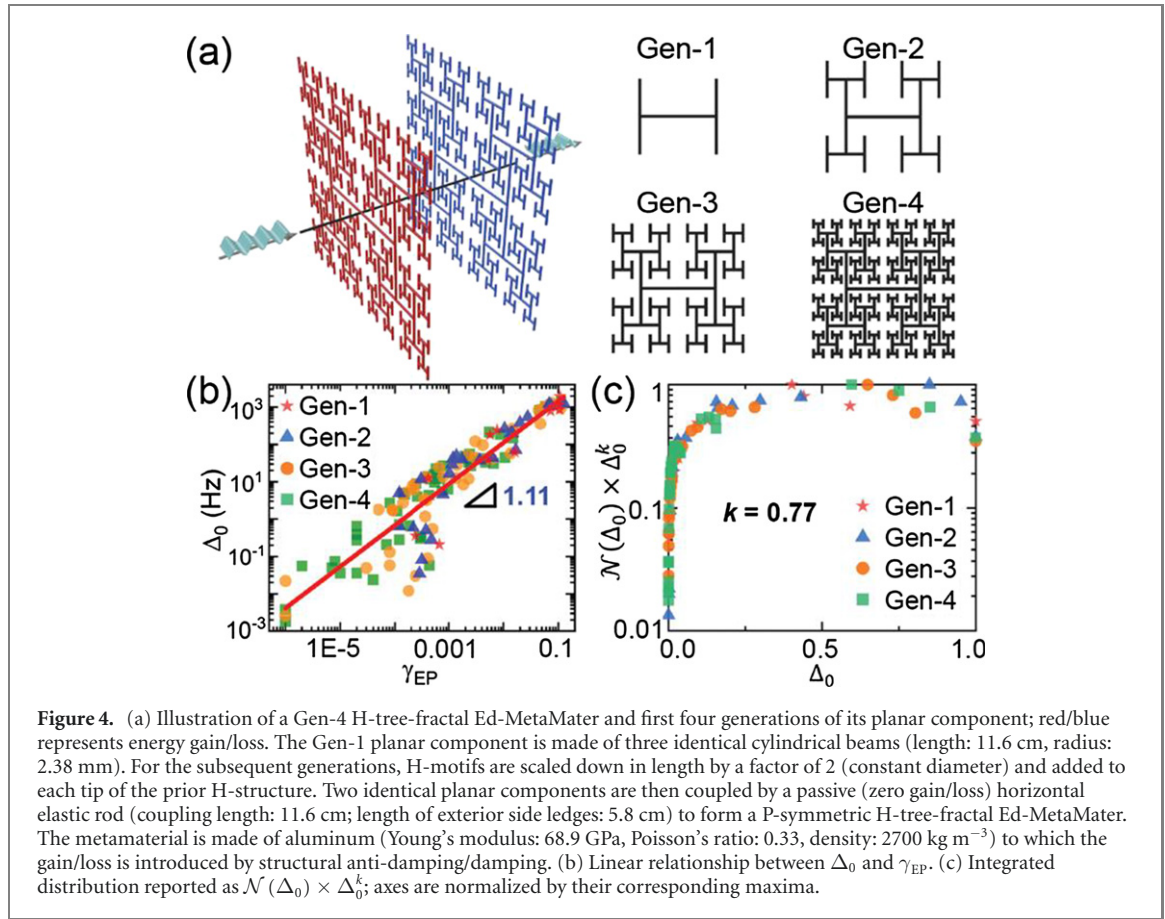 (a)
Gen-1
Gen-2
Gen-3
Gen-4
(b)
10³
10¹
10⁻¹
10⁻³
Δ₀ (Hz)
Gen-1
Gen-2
Gen-3
Gen-4
1.11
1E-5
0.001
0.1
γEP
(c)
1
0.1
0.01
𝒩(Δ₀) × Δ₀ᵏ
k = 0.77
Gen-1
Gen-2
Gen-3
Gen-4
0.0
0.5
1.0
Δ₀
Figure 4. (a) Illustration of a Gen-4 H-tree-fractal Ed-MetaMater and first four generations of its planar component; red/blue
represents energy gain/loss. The Gen-1 planar component is made of three identical cylindrical beams (length: 11.6 cm, radius:
2.38 mm). For the subsequent generations, H-motifs are scaled down in length by a factor of 2 (constant diameter) and added to
each tip of the prior H-structure. Two identical planar components are then coupled by a passive (zero gain/loss) horizontal
elastic rod (coupling length: 11.6 cm; length of exterior side ledges: 5.8 cm) to form a P-symmetric H-tree-fractal Ed-MetaMater.
The metamaterial is made of aluminum (Young's modulus: 68.9 GPa, Poisson's ratio: 0.33, density: 2700 kg m⁻³) to which the
gain/loss is introduced by structural anti-damping/damping. (b) Linear relationship between Δ₀ and γEP. (c) Integrated
distribution reported as 𝒩(Δ₀) × Δ₀ᵏ; axes are normalized by their corresponding maxima.